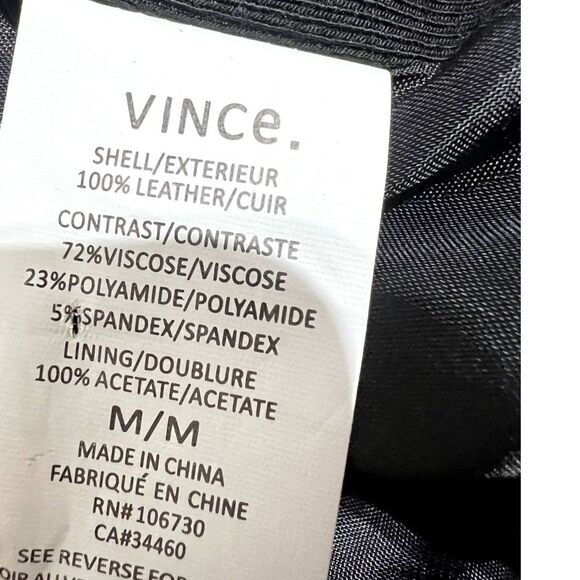 VINCe.
SHELL/EXTERIEUR
100% LEATHER/CUIR
CONTRAST/CONTRASTE
72%VISCOSE/VISCOSE
23%POLYAMIDE/POLYAMIDE
5%SPANDEX/SPANDEX
LINING/DOUBLURE
100% ACETATE/ACETATE
M/M
MADE IN CHINA
FABRIQUÉ EN CHINE
RN#106730
CA#34460
SEE REVERSE FOR